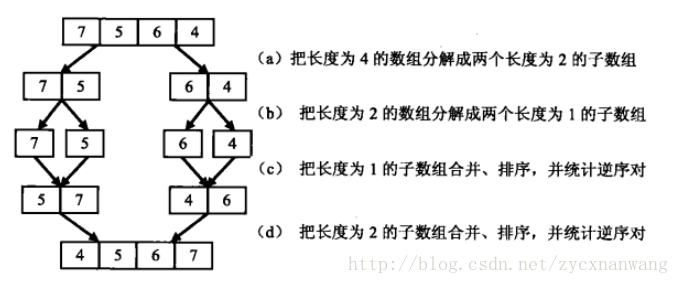 7 5 6 4
(a) 把长度为 4 的数组分解成两个长度为 2 的子数组
7 5 6 4
(b) 把长度为 2 的数组分解成两个长度为 1 的子数组
7 5 6 4
(c) 把长度为 1 的子数组合并、排序，并统计逆序对
5 7 4 6
(d) 把长度为 2 的子数组合并、排序，并统计逆序对
4 5 6 7
http://blog.csdn.net/zycxnanwang